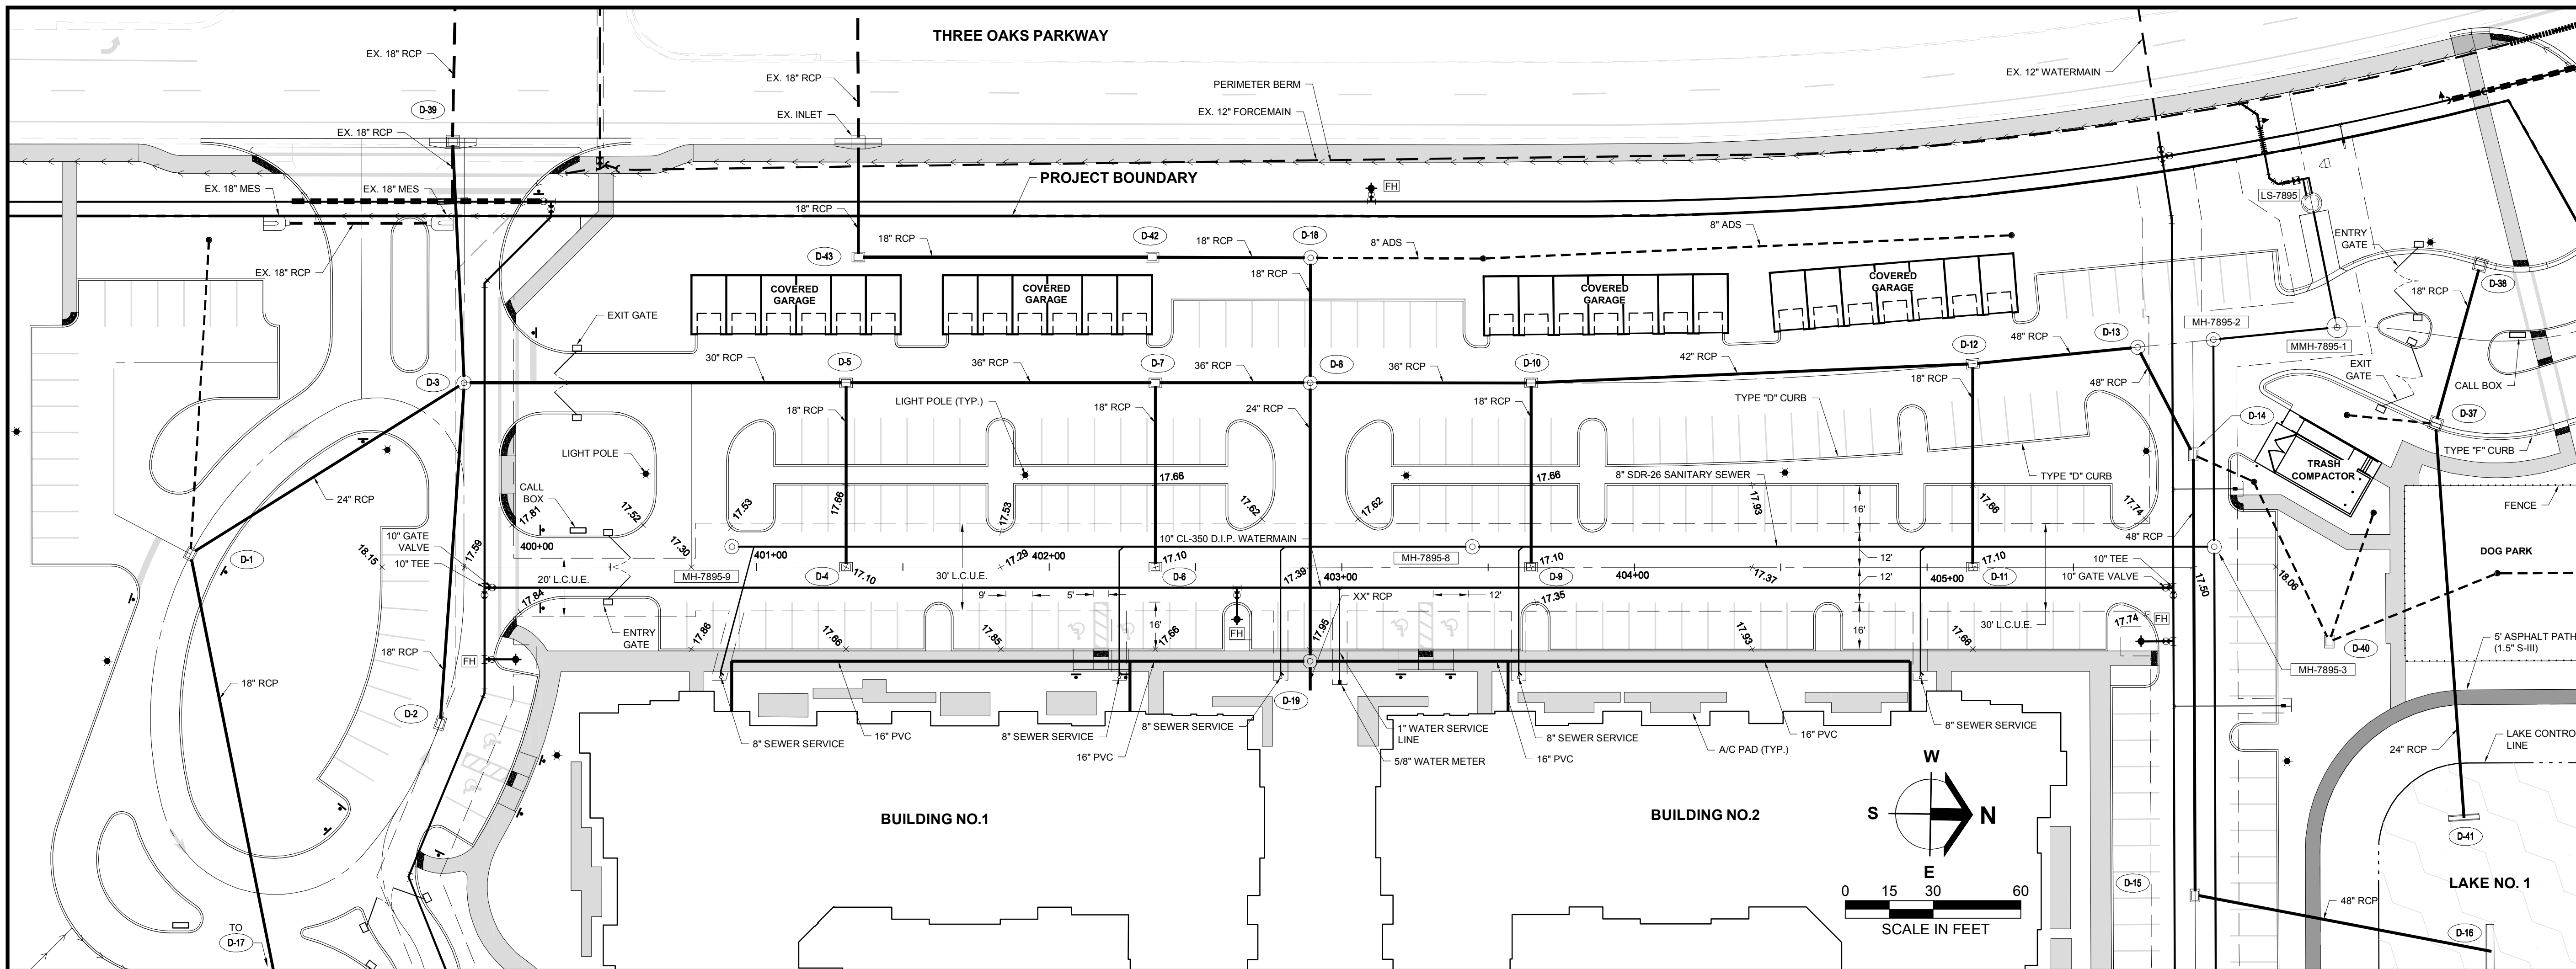 THREE OAKS PARKWAY
EX. 18" RCP
D-39
EX. 18" RCP
EX. 18" RCP
EX. INLET
PERIMETER BERM
EX. 12" FORCEMAIN
EX. 12" WATERMAIN
EX. 18" MES
EX. 18" MES
PROJECT BOUNDARY
FH
LS-7895
18" RCP
EX. 18" RCP
D-43
18" RCP
D-42
18" RCP
D-18
8" ADS
8" ADS
18" RCP
ENTRY
GATE
D-38
18" RCP
COVERED
GARAGE
COVERED
GARAGE
COVERED
GARAGE
COVERED
GARAGE
EXIT GATE
D-3
30" RCP
D-5
36" RCP
D-7
36" RCP
D-8
36" RCP
D-10
42" RCP
D-12
48" RCP
D-13
MH-7895-2
MMH-7895-1
EXIT
GATE
CALL BOX
48" RCP
D-14
D-37
TYPE "F" CURB
18" RCP
LIGHT POLE (TYP.)
18" RCP
24" RCP
18" RCP
TYPE "D" CURB
18" RCP
TYPE "D" CURB
8" SDR-26 SANITARY SEWER
LIGHT POLE
CALL
BOX
24" RCP
TRASH
COMPACTOR
FENCE
DOG PARK
17.81
17.52
17.53
17.66
17.53
17.66
17.62
17.62
17.66
17.93
17.66
17.74
16'
12'
12'
16'
10" GATE
VALVE
10" TEE
18.15
17.59
400+00
17.30
401+00
17.29
402+00
10" CL-350 D.I.P. WATERMAIN
MH-7895-8
48" RCP
D-1
20' L.C.U.E.
MH-7895-9
D-4
17.10
30' L.C.U.E.
17.10
D-6
17.39
403+00
17.10
D-9
404+00
17.37
405+00
17.10
D-11
10" TEE
10" GATE VALVE
17.50
18.06
17.84
9'
5'
XX" RCP
12'
17.35
ENTRY
GATE
17.86
17.66
17.85
16'
17.66
FH
17.95
17.93
30' L.C.U.E.
17.66
17.74
FH
D-40
5' ASPHALT PATH
(1.5" S-III)
MH-7895-3
18" RCP
FH
18" RCP
D-2
D-19
8" SEWER SERVICE
16" PVC
8" SEWER SERVICE
16" PVC
8" SEWER SERVICE
1" WATER SERVICE
LINE
5/8" WATER METER
8" SEWER SERVICE
16" PVC
A/C PAD (TYP.)
16" PVC
8" SEWER SERVICE
24" RCP
LAKE CONTRO
LINE
BUILDING NO.1
BUILDING NO.2
W
S
N
E
0 15 30 60
SCALE IN FEET
D-41
D-15
LAKE NO. 1
48" RCP
D-16
TO
D-17